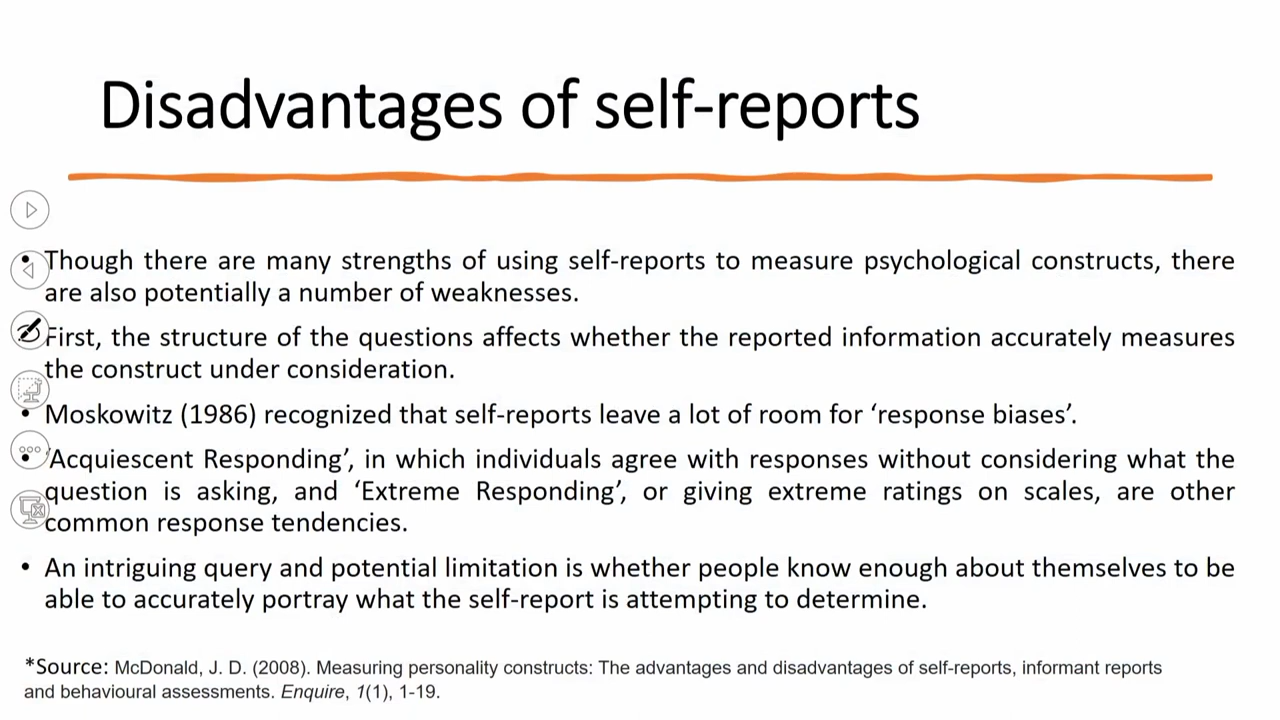 Disadvantages of self-reports
• Though there are many strengths of using self-reports to measure psychological constructs, there
are also potentially a number of weaknesses.
First, the structure of the questions affects whether the reported information accurately measures
the construct under consideration.
• Moskowitz (1986) recognized that self-reports leave a lot of room for ‘response biases’.
• ‘Acquiescent Responding’, in which individuals agree with responses without considering what the
question is asking, and ‘Extreme Responding’, or giving extreme ratings on scales, are other
common response tendencies.
• An intriguing query and potential limitation is whether people know enough about themselves to be
able to accurately portray what the self-report is attempting to determine.
*Source: McDonald, J. D. (2008). Measuring personality constructs: The advantages and disadvantages of self-reports, informant reports
and behavioural assessments. Enquire, 1(1), 1-19.